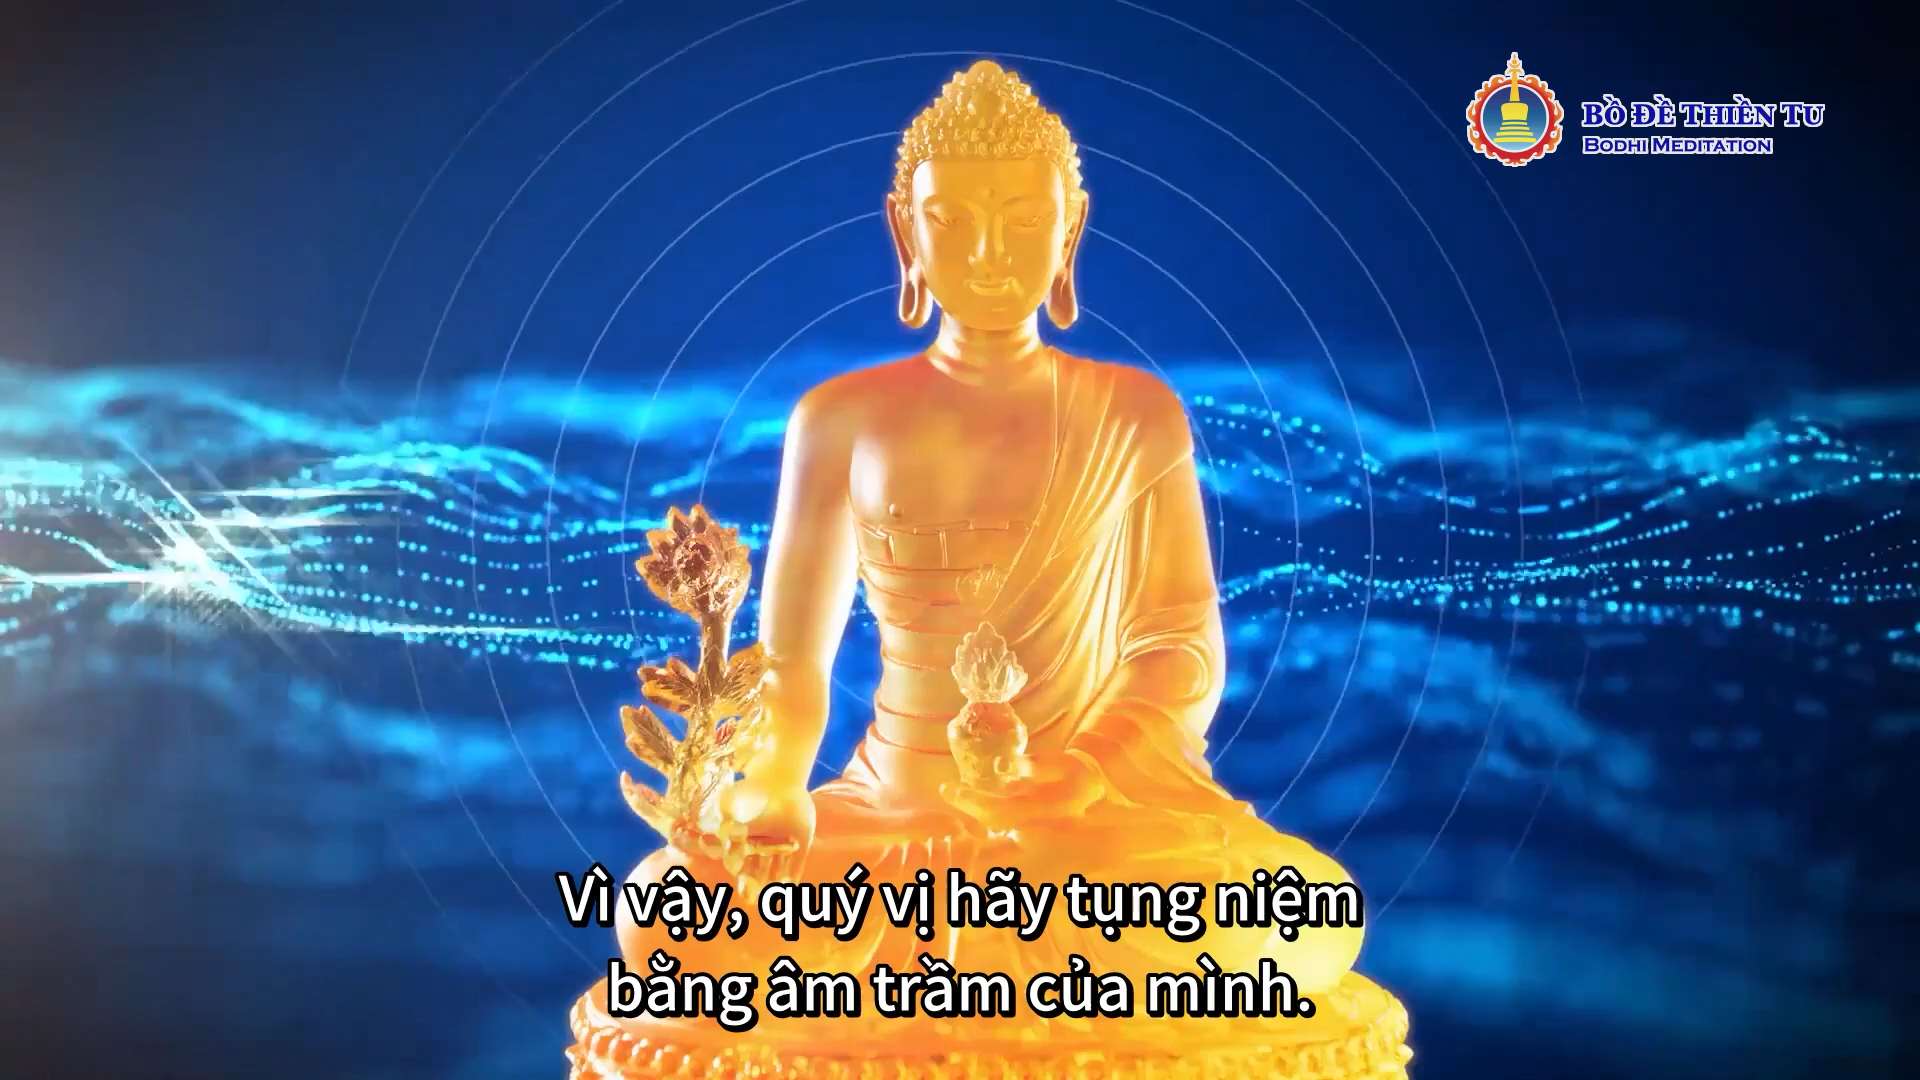 BỒ ĐỀ THIỀN TU
BODHI MEDITATION
Vì vậy, quý vị hãy tụng niệm
bằng âm trầm của mình.